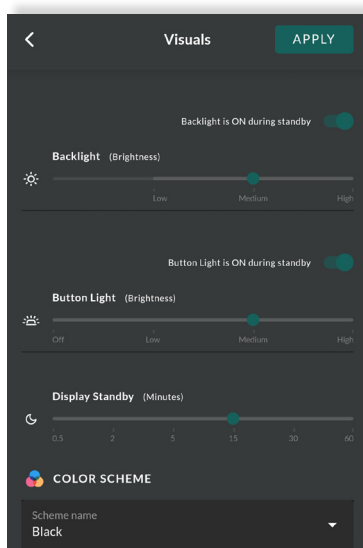 Visuals APPLY
Backlight is ON during standby
Backlight (Brightness)
Low Medium High
Button Light is ON during standby
Button Light (Brightness)
Off Low Medium High
Display Standby (Minutes)
0.5 2 5 15 30 60
COLOR SCHEME
Scheme name
Black